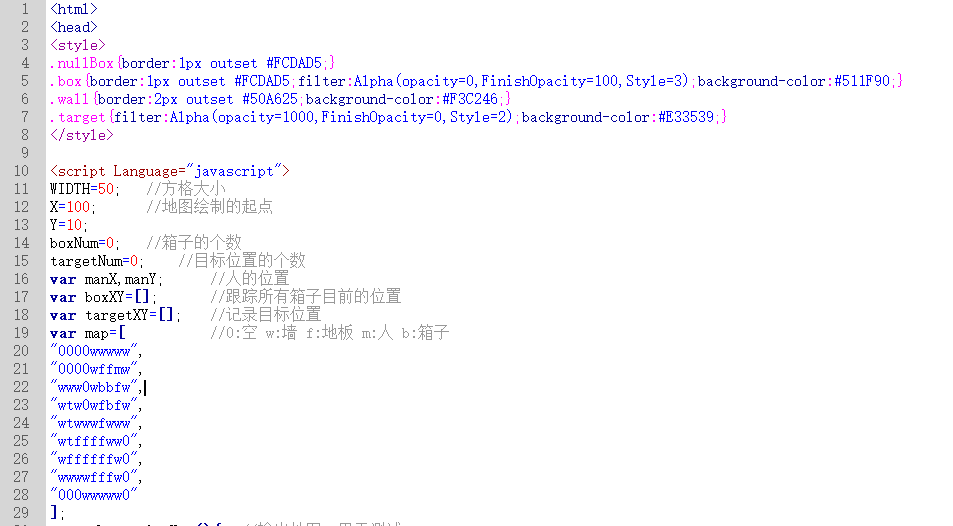 1 <html>
2 <head>
3 <style>
4 .nullBox{border:1px outset #FCDAD5;}
5 .box{border:1px outset #FCDAD5;filter:Alpha(opacity=0,FinishOpacity=100,Style=3);background-color:#511F90;}
6 .wall{border:2px outset #50A625;background-color:#F3C246;}
7 .target{filter:Alpha(opacity=1000,FinishOpacity=0,Style=2);background-color:#E33539;}
8 </style>
9
10 <script Language="javascript">
11 WIDTH=50; //方格大小
12 X=100; //地图绘制的起点
13 Y=10;
14 boxNum=0; //箱子的个数
15 targetNum=0; //目标位置的个数
16 var manX,manY; //人的位置
17 var boxXY=[]; //跟踪所有箱子目前的位置
18 var targetXY=[]; //记录目标位置
19 var map=[ //0:空 w:墙 f:地板 m:人 b:箱子
20 "0000wwwww",
21 "0000wffmw",
22 "www0wbbfw",
23 "wtw0wfbfw",
24 "wtwwwfwww",
25 "wtffffww0",
26 "wffffffw0",
27 "wwwwfffw0",
28 "000wwwww0"
29 ];